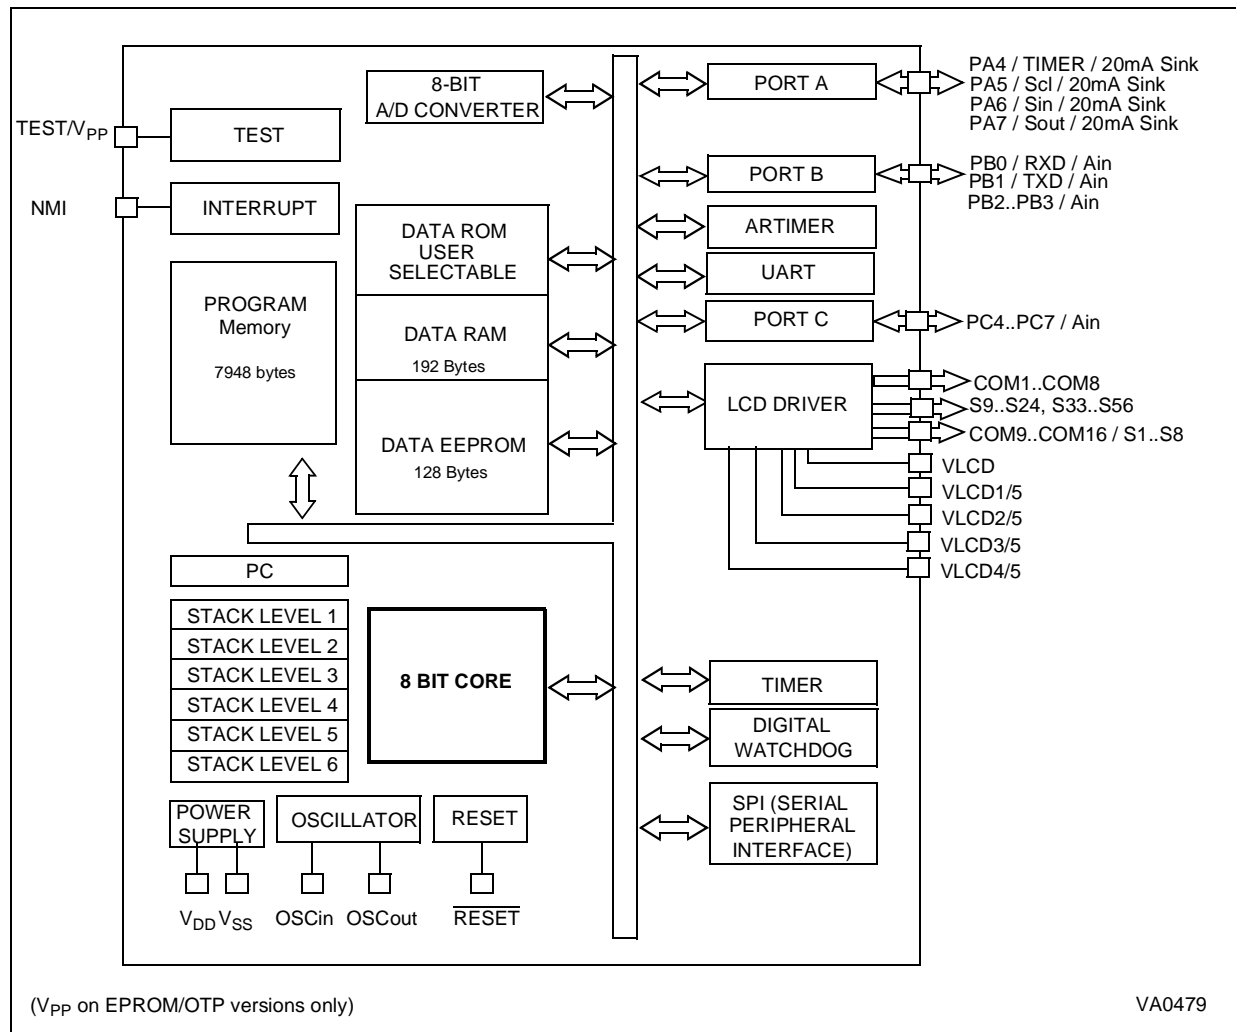 TEST/VPP
NMI
TEST
INTERRUPT
PROGRAM
Memory
7948 bytes
8-BIT
A/D CONVERTER
DATA ROM
USER
SELECTABLE
DATA RAM
192 Bytes
DATA EEPROM
128 Bytes
PC
STACK LEVEL 1
STACK LEVEL 2
STACK LEVEL 3
STACK LEVEL 4
STACK LEVEL 5
STACK LEVEL 6
8 BIT CORE
POWER
SUPPLY
OSCILLATOR
RESET
VDD VSS
OSCin OSCout
RESET
PORT A
PORT B
ARTIMER
UART
PORT C
LCD DRIVER
TIMER
DIGITAL
WATCHDOG
SPI (SERIAL
PERIPHERAL
INTERFACE)
PA4 / TIMER / 20mA Sink
PA5 / Scl / 20mA Sink
PA6 / Sin / 20mA Sink
PA7 / Sout / 20mA Sink
PB0 / RXD / Ain
PB1 / TXD / Ain
PB2..PB3 / Ain
PC4..PC7 / Ain
COM1..COM8
S9..S24, S33..S56
COM9..COM16 / S1..S8
VLCD
VLCD1/5
VLCD2/5
VLCD3/5
VLCD4/5
(VPP on EPROM/OTP versions only)
VA0479